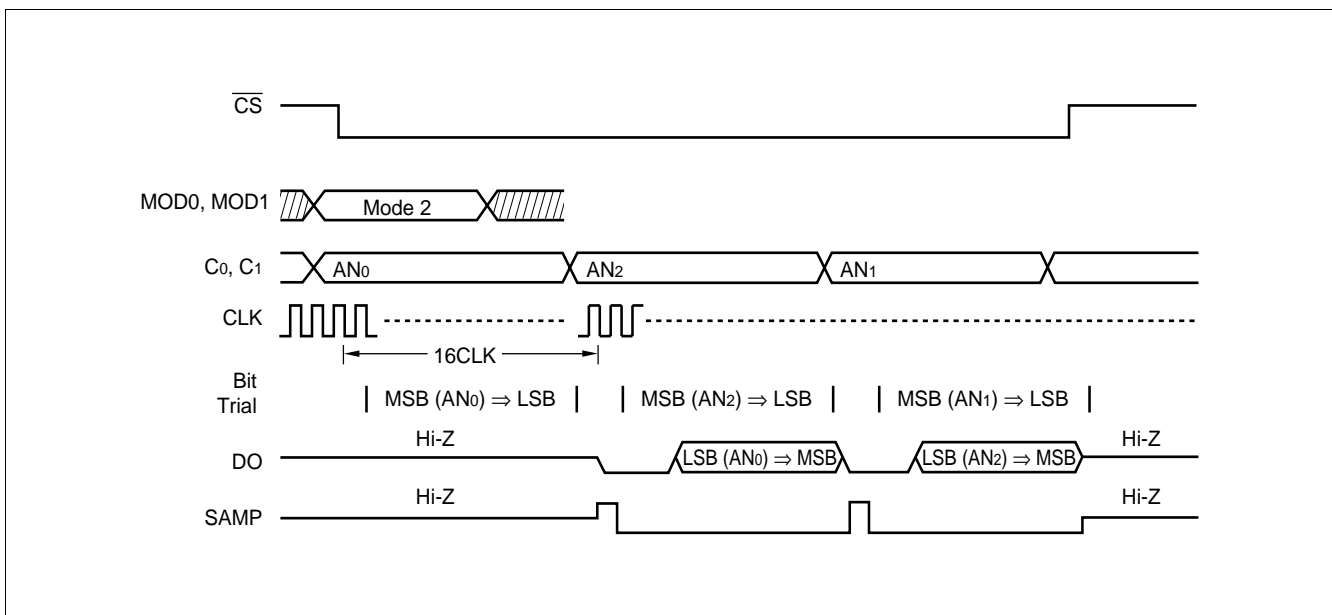 CS
MOD0, MOD1 Mode 2
C0, C1 AN0 AN2 AN1
CLK
16CLK
Bit
Trial MSB (AN0) ⇒ LSB MSB (AN2) ⇒ LSB MSB (AN1) ⇒ LSB
Hi-Z Hi-Z
DO LSB (AN0) ⇒ MSB LSB (AN2) ⇒ MSB
Hi-Z Hi-Z
SAMP